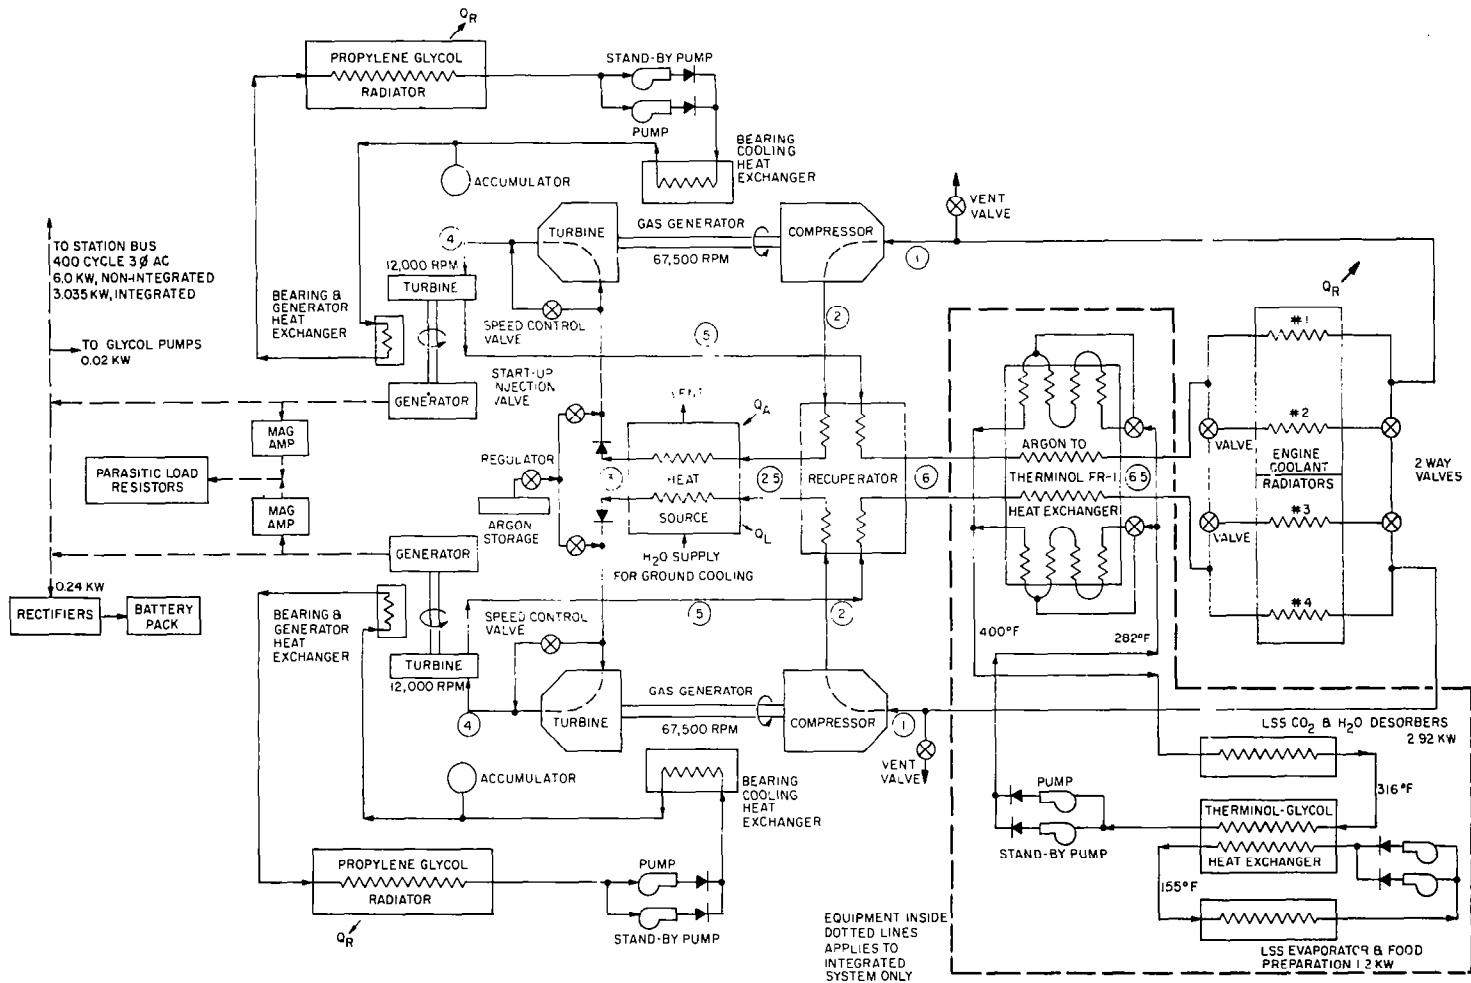 Q_R
PROPYLENE GLYCOL
RADIATOR
STAND-BY PUMP
PUMP
BEARING
COOLING
HEAT
EXCHANGER
ACCUMULATOR
VENT
VALVE
TO STATION BUS
400 CYCLE 3 Ø AC
6.0 KW, NON-INTEGRATED
3.035 KW, INTEGRATED
TO GLYCOL PUMPS
0.02 KW
4
TURBINE
GAS GENERATOR
67,500 RPM
COMPRESSOR
1
12,000 RPM
TURBINE
BEARING &
GENERATOR
HEAT
EXCHANGER
SPEED CONTROL
VALVE
2
5
Q_R
#1
START-UP
INJECTION
VALVE
GENERATOR
MAG
AMP
Q_A
#2
VALVE
ENGINE
COOLANT
RADIATORS
2 WAY
VALVES
PARASITIC LOAD
RESISTORS
REGULATOR
3
HEAT
SOURCE
2.5
RECUPERATOR
6
ARGON TO
THERMINOL FR-1
HEAT EXCHANGER
6.5
#3
VALVE
MAG
AMP
ARGON
STORAGE
Q_L
H2O SUPPLY
FOR GROUND COOLING
GENERATOR
0.24 KW
RECTIFIERS
BATTERY
PACK
BEARING &
GENERATOR
HEAT
EXCHANGER
SPEED CONTROL
VALVE
5
2
#4
400°F
282°F
TURBINE
12,000 RPM
4
TURBINE
GAS GENERATOR
67,500 RPM
COMPRESSOR
1
VENT
VALVE
LSS CO2 & H2O DESORBERS
2.92 KW
ACCUMULATOR
BEARING
COOLING
HEAT
EXCHANGER
PUMP
STAND-BY PUMP
316°F
THERMINOL-GLYCOL
HEAT EXCHANGER
155°F
PROPYLENE GLYCOL
RADIATOR
Q_R
PUMP
STAND-BY PUMP
EQUIPMENT INSIDE
DOTTED LINES
APPLIES TO
INTEGRATED
SYSTEM ONLY
LSS EVAPORATOR & FOOD
PREPARATION 1.2 KW